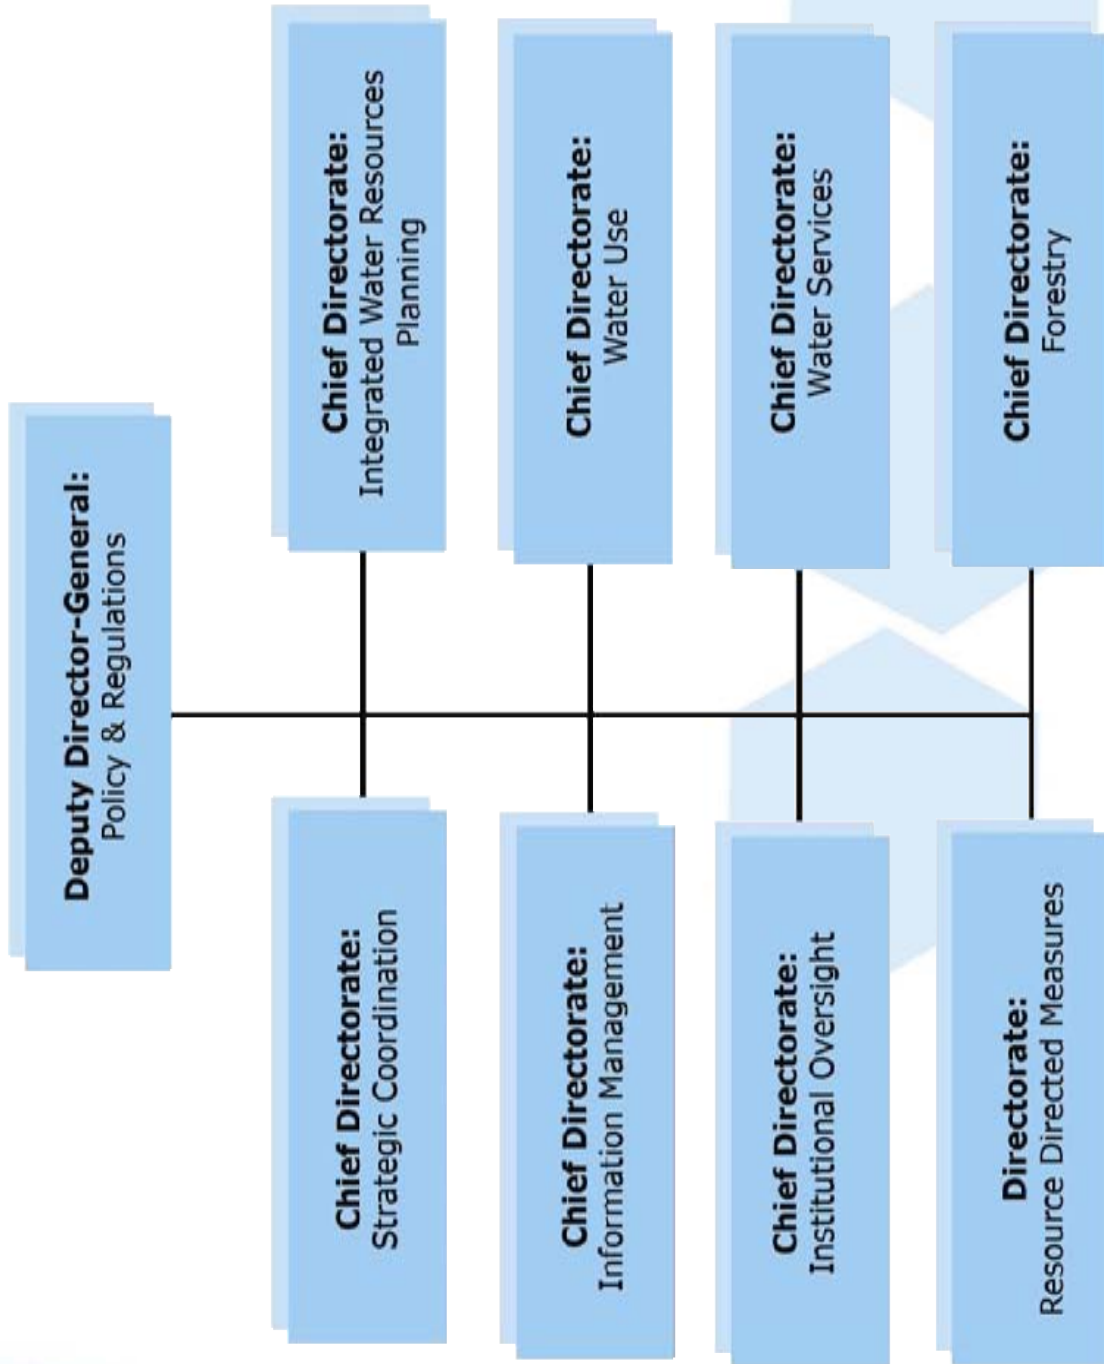 Deputy Director-General:
Policy & Regulations
Chief Directorate:
Strategic Coordination
Chief Directorate:
Integrated Water Resources
Planning
Chief Directorate:
Information Management
Chief Directorate:
Water Use
Chief Directorate:
Institutional Oversight
Chief Directorate:
Water Services
Directorate:
Resource Directed Measures
Chief Directorate:
Forestry